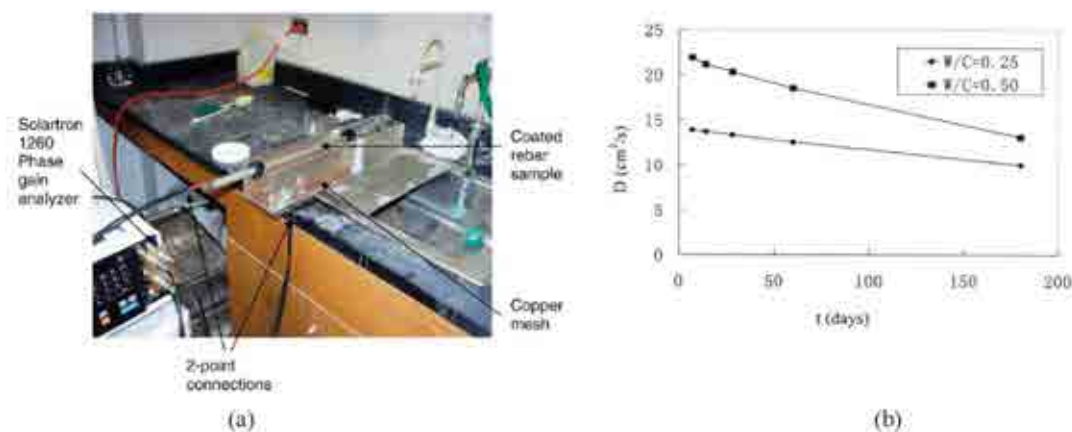 Solartron
1260
Phase
gain
analyzer
Coated
rebar
sample
Copper
mesh
2-point
connections
(a)
25
20
15
10
5
0
D (cm²/s)
W/C=0.25
W/C=0.50
0
50
100
150
200
t (days)
(b)